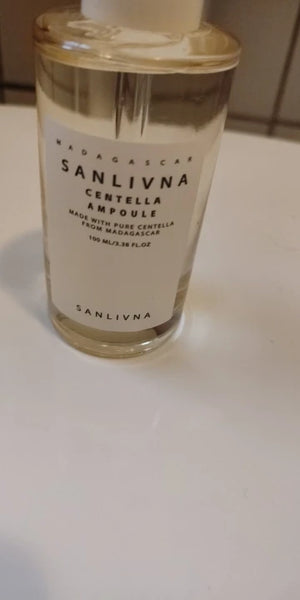 MADAGASCAR
SANLIVNA
CENTELLA
AMPOULE
MADE WITH PURE CENTELLA
FROM MADAGASCAR
100 ML/3.38 FL.OZ
SANLIVNA